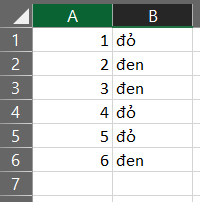 A B
1 1 đỏ
2 2 đen
3 3 đen
4 4 đỏ
5 5 đỏ
6 6 đen
7